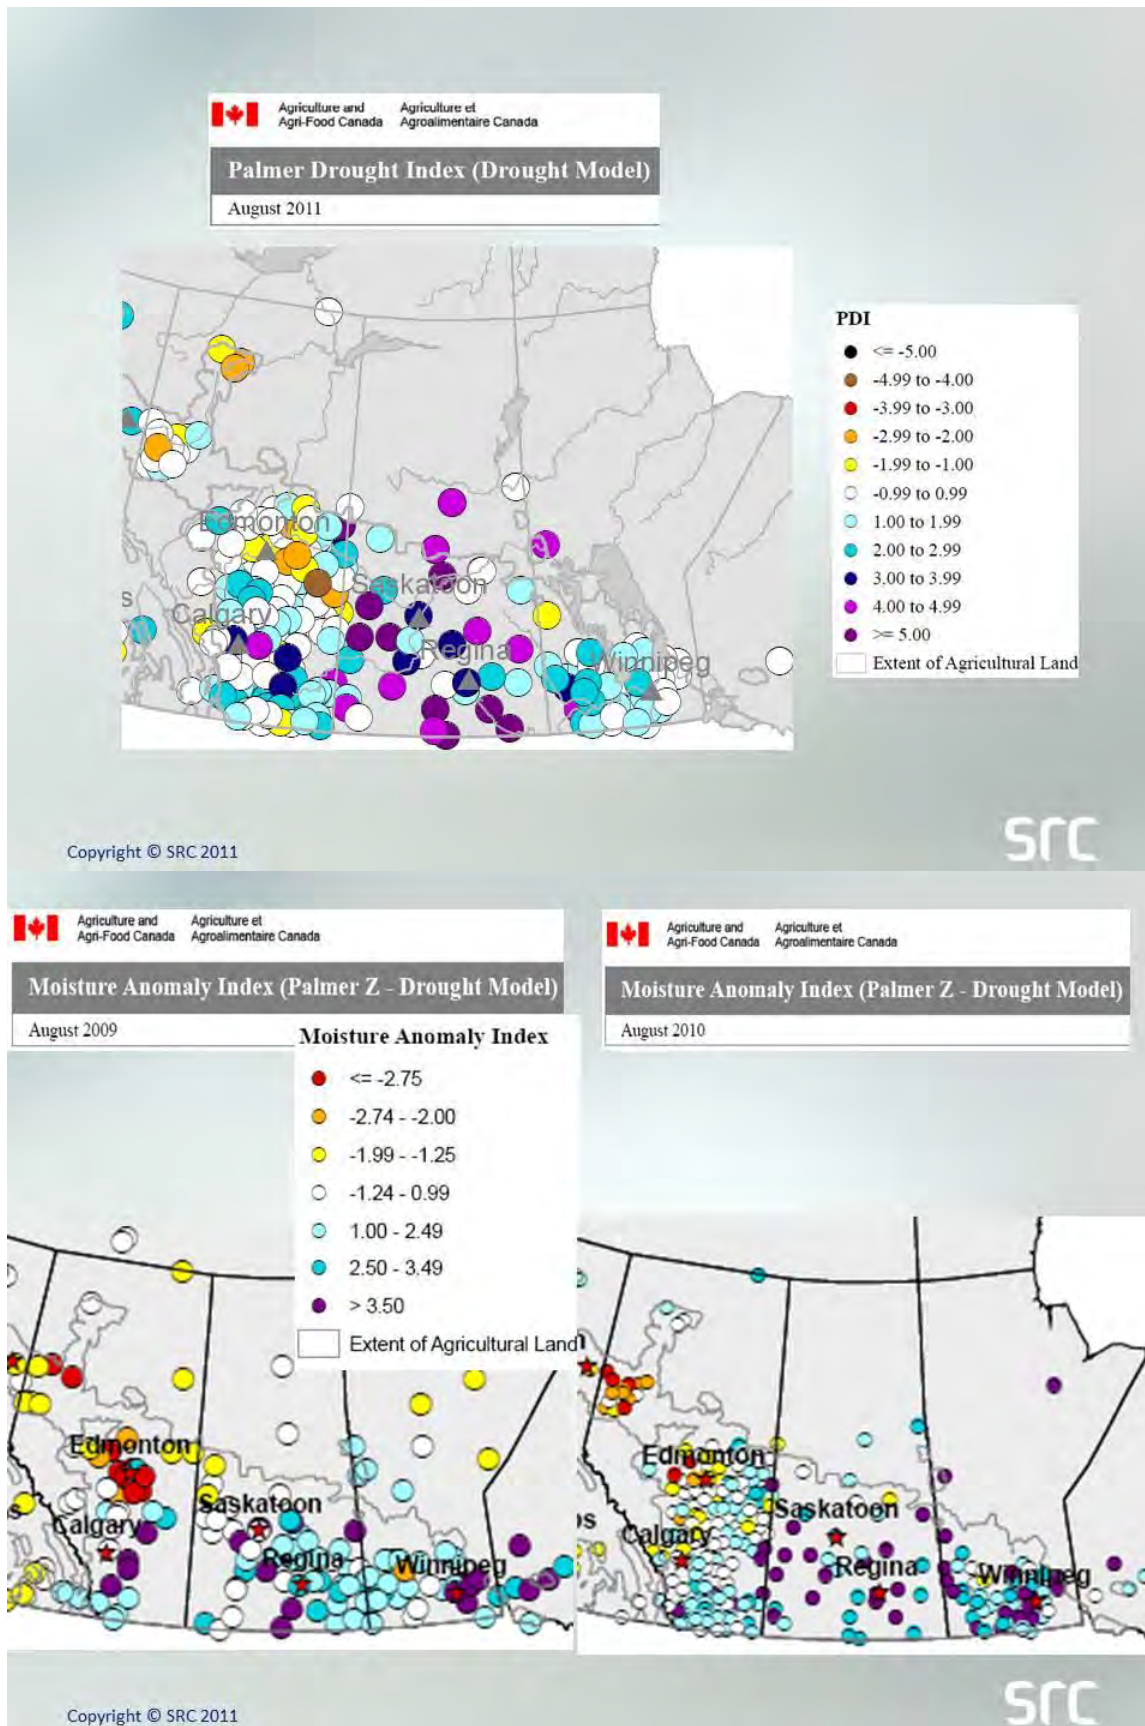 Agriculture and Agriculture et
Agri-Food Canada Agroalimentaire Canada
Palmer Drought Index (Drought Model)
August 2011
PDI
<= -5.00
-4.99 to -4.00
-3.99 to -3.00
-2.99 to -2.00
-1.99 to -1.00
-0.99 to 0.99
1.00 to 1.99
2.00 to 2.99
3.00 to 3.99
4.00 to 4.99
>= 5.00
Extent of Agricultural Land
Edmonton
Saskatoon
s
Calgary
Regina
Winnipeg
Copyright © SRC 2011
SrC
Agriculture and Agriculture et
Agri-Food Canada Agroalimentaire Canada
Moisture Anomaly Index (Palmer Z - Drought Model)
August 2009
Moisture Anomaly Index
<= -2.75
-2.74 - -2.00
-1.99 - -1.25
-1.24 - 0.99
1.00 - 2.49
2.50 - 3.49
> 3.50
Extent of Agricultural Land
Edmonton
Saskatoon
s
Calgary
Regina
Winnipeg
Agriculture and Agriculture et
Agri-Food Canada Agroalimentaire Canada
Moisture Anomaly Index (Palmer Z - Drought Model)
August 2010
n
Edmonton
Saskatoon
os
Calgary
Regina
Winnipeg
Copyright © SRC 2011
SrC